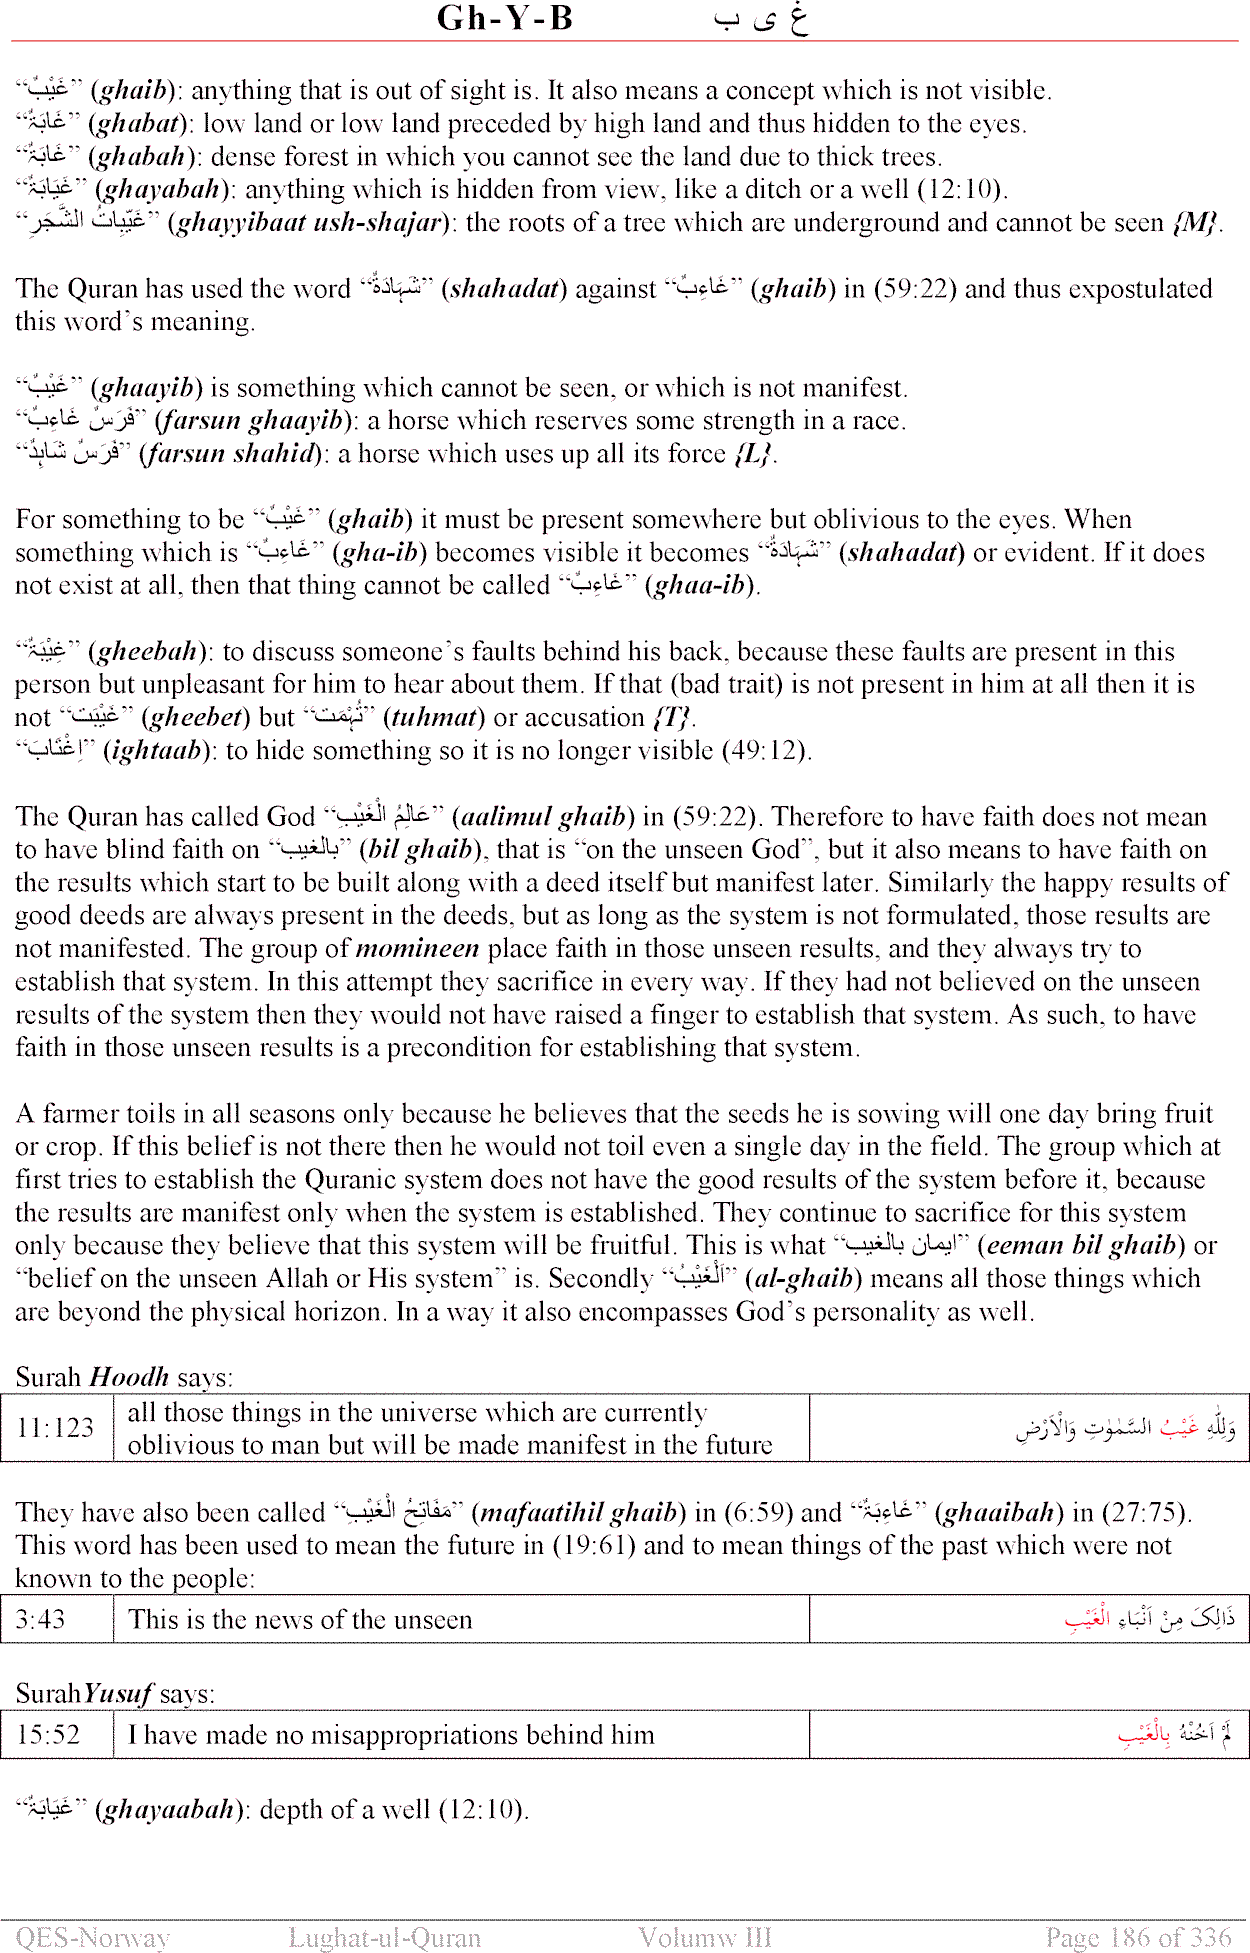 Gh-Y-B غ ی ب
“غَیْبٌ” (ghaib): anything that is out of sight is. It also means a concept which is not visible.
“غَابَۃٌ” (ghabat): low land or low land preceded by high land and thus hidden to the eyes.
“غَابَۃٌ” (ghabah): dense forest in which you cannot see the land due to thick trees.
“غَیَابَۃٌ” (ghayabah): anything which is hidden from view, like a ditch or a well (12:10).
“غَیِّبَاتُ الشَّجَرِ” (ghayyibaat ush-shajar): the roots of a tree which are underground and cannot be seen {M}.
The Quran has used the word “شَہَادَۃٌ” (shahadat) against “غَاءِبٌ” (ghaib) in (59:22) and thus expostulated
this word’s meaning.
“غَیْبٌ” (ghaayib) is something which cannot be seen, or which is not manifest.
“فَرَسٌ غَاءِبٌ” (farsun ghaayib): a horse which reserves some strength in a race.
“فَرَسٌ شَاہِدٌ” (farsun shahid): a horse which uses up all its force {L}.
For something to be “غَیْبٌ” (ghaib) it must be present somewhere but oblivious to the eyes. When
something which is “غَاءِبٌ” (gha-ib) becomes visible it becomes “شَہَادَۃٌ” (shahadat) or evident. If it does
not exist at all, then that thing cannot be called “غَاءِبٌ” (ghaa-ib).
“غِیْبَۃٌ” (gheebah): to discuss someone’s faults behind his back, because these faults are present in this
person but unpleasant for him to hear about them. If that (bad trait) is not present in him at all then it is
not “غَیْبَت” (gheebet) but “تُہْمَت” (tuhmat) or accusation {T}.
“اِغْتَابَ” (ightaab): to hide something so it is no longer visible (49:12).
The Quran has called God “عَالِمُ الْغَیْبِ” (aalimul ghaib) in (59:22). Therefore to have faith does not mean
to have blind faith on “بالغیب” (bil ghaib), that is “on the unseen God”, but it also means to have faith on
the results which start to be built along with a deed itself but manifest later. Similarly the happy results of
good deeds are always present in the deeds, but as long as the system is not formulated, those results are
not manifested. The group of momineen place faith in those unseen results, and they always try to
establish that system. In this attempt they sacrifice in every way. If they had not believed on the unseen
results of the system then they would not have raised a finger to establish that system. As such, to have
faith in those unseen results is a precondition for establishing that system.
A farmer toils in all seasons only because he believes that the seeds he is sowing will one day bring fruit
or crop. If this belief is not there then he would not toil even a single day in the field. The group which at
first tries to establish the Quranic system does not have the good results of the system before it, because
the results are manifest only when the system is established. They continue to sacrifice for this system
only because they believe that this system will be fruitful. This is what “ایمان بالغیب” (eeman bil ghaib) or
“belief on the unseen Allah or His system” is. Secondly “اَلْغَیْبُ” (al-ghaib) means all those things which
are beyond the physical horizon. In a way it also encompasses God’s personality as well.
Surah Hoodh says:
11:123 all those things in the universe which are currently
oblivious to man but will be made manifest in the future وَلِلّٰہِ غَیْبُ السَّمٰوٰتِ وَالْاَرْضِ
They have also been called “مَفَاتِحُ الْغَیْبِ” (mafaatihil ghaib) in (6:59) and “غَاءِبَۃٌ” (ghaaibah) in (27:75).
This word has been used to mean the future in (19:61) and to mean things of the past which were not
known to the people:
3:43 This is the news of the unseen ذَالِکَ مِنْ اَنْبَاءِ الْغَیْبِ
SurahYusuf says:
15:52 I have made no misappropriations behind him لَمْ اَخُنْہُ بِالْغَیْبِ
“غَیَابَۃٌ” (ghayaabah): depth of a well (12:10).
QES-Norway Lughat-ul-Quran Volumw III Page 186 of 336